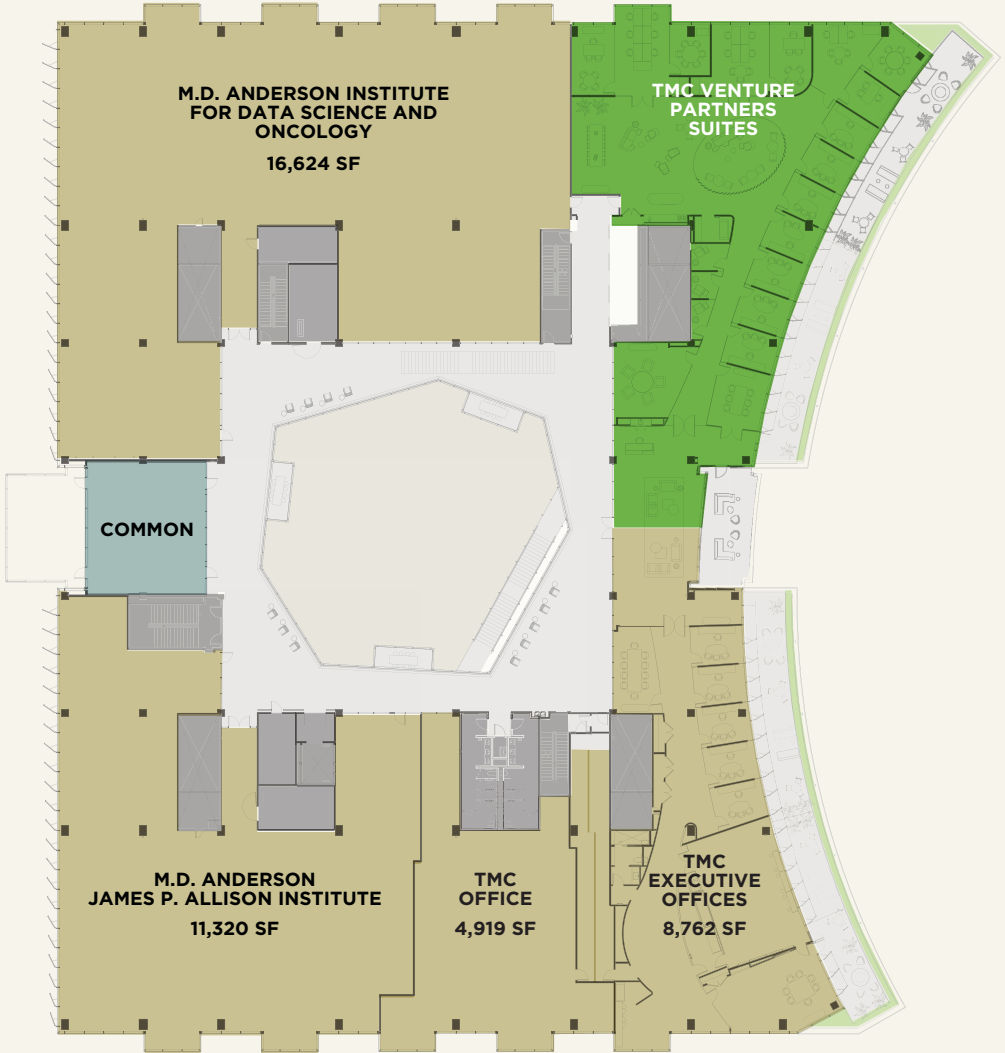 M.D. ANDERSON INSTITUTE
FOR DATA SCIENCE AND
ONCOLOGY
16,624 SF
TMC VENTURE
PARTNERS
SUITES
COMMON
M.D. ANDERSON
JAMES P. ALLISON INSTITUTE
11,320 SF
TMC
OFFICE
4,919 SF
TMC
EXECUTIVE
OFFICES
8,762 SF